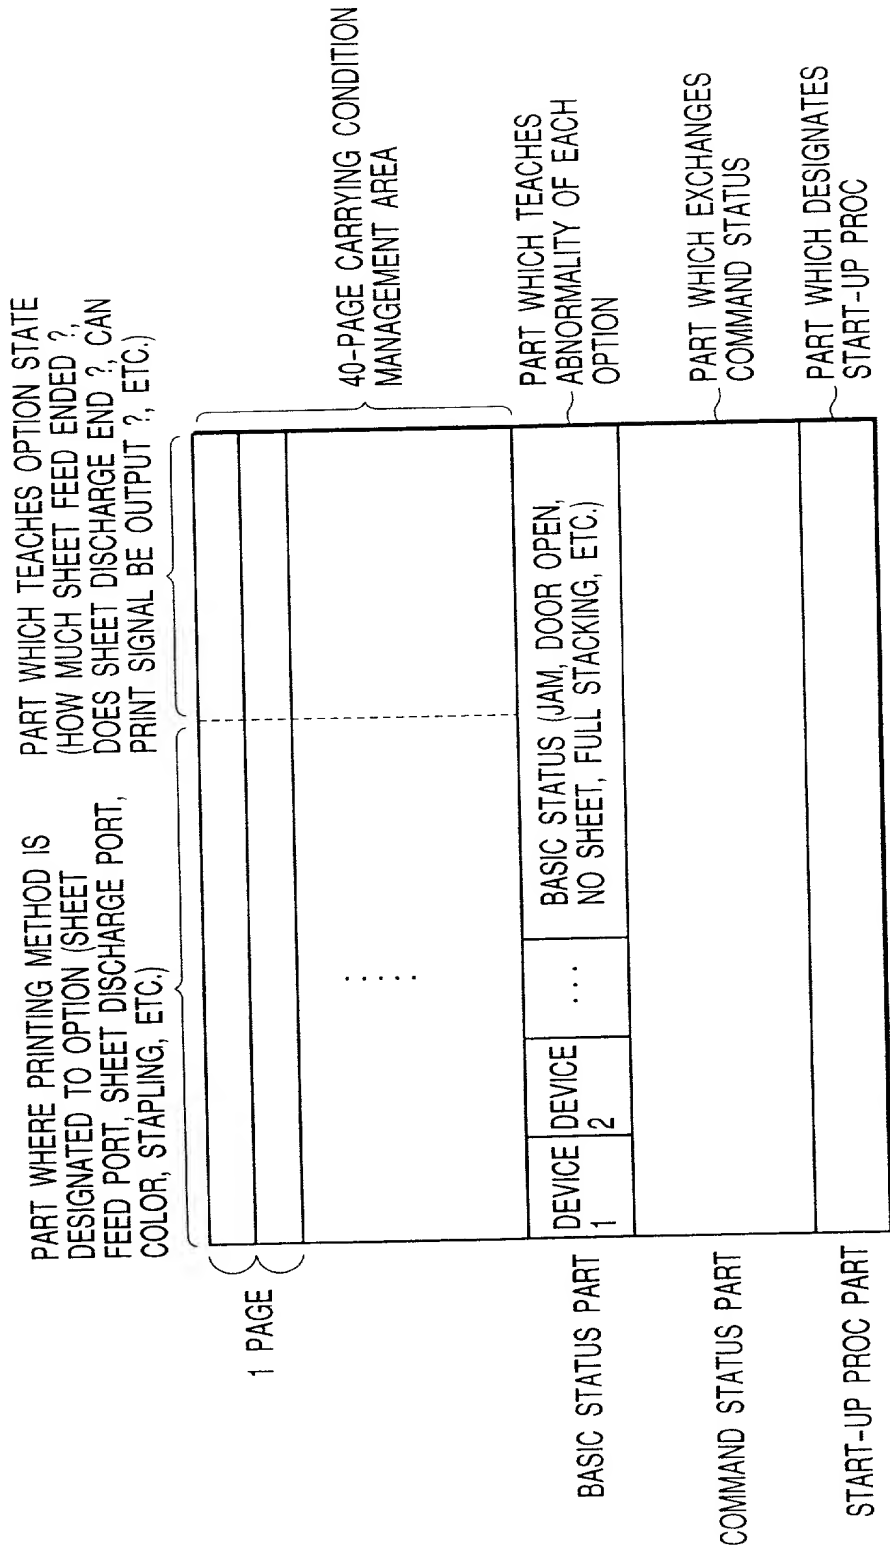 PART WHERE PRINTING METHOD IS
DESIGNATED TO OPTION (SHEET
FEED PORT, SHEET DISCHARGE PORT,
COLOR, STAPLING, ETC.)
PART WHICH TEACHES OPTION STATE
(HOW MUCH SHEET FEED ENDED ?,
DOES SHEET DISCHARGE END ?, CAN
PRINT SIGNAL BE OUTPUT ?, ETC.)
1 PAGE
.....
40-PAGE CARRYING CONDITION
MANAGEMENT AREA
BASIC STATUS PART
DEVICE
1
DEVICE
2
...
BASIC STATUS (JAM, DOOR OPEN,
NO SHEET, FULL STACKING, ETC.)
PART WHICH TEACHES
ABNORMALITY OF EACH
OPTION
COMMAND STATUS PART
PART WHICH EXCHANGES
COMMAND STATUS
START-UP PROC PART
PART WHICH DESIGNATES
START-UP PROC